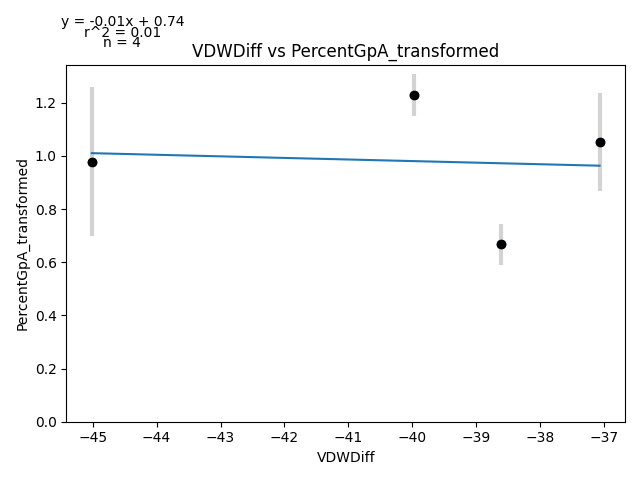 y = -0.01x + 0.74
r^2 = 0.01
n = 4
VDWDiff vs PercentGpA_transformed
PercentGpA_transformed
1.2
1.0
0.8
0.6
0.4
0.2
0.0
−45 −44 −43 −42 −41 −40 −39 −38 −37
VDWDiff